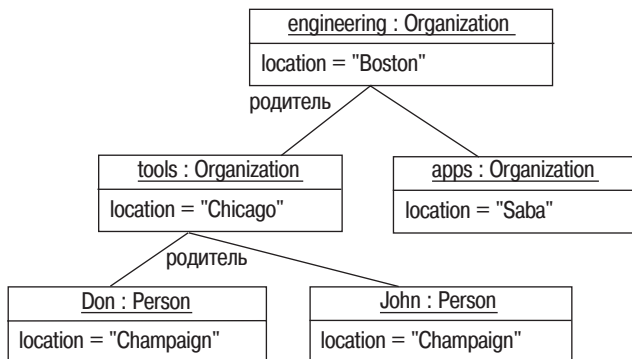 engineering : Organization
location = "Boston"
родитель
tools : Organization
location = "Chicago"
apps : Organization
location = "Saba"
родитель
Don : Person
location = "Champaign"
John : Person
location = "Champaign"